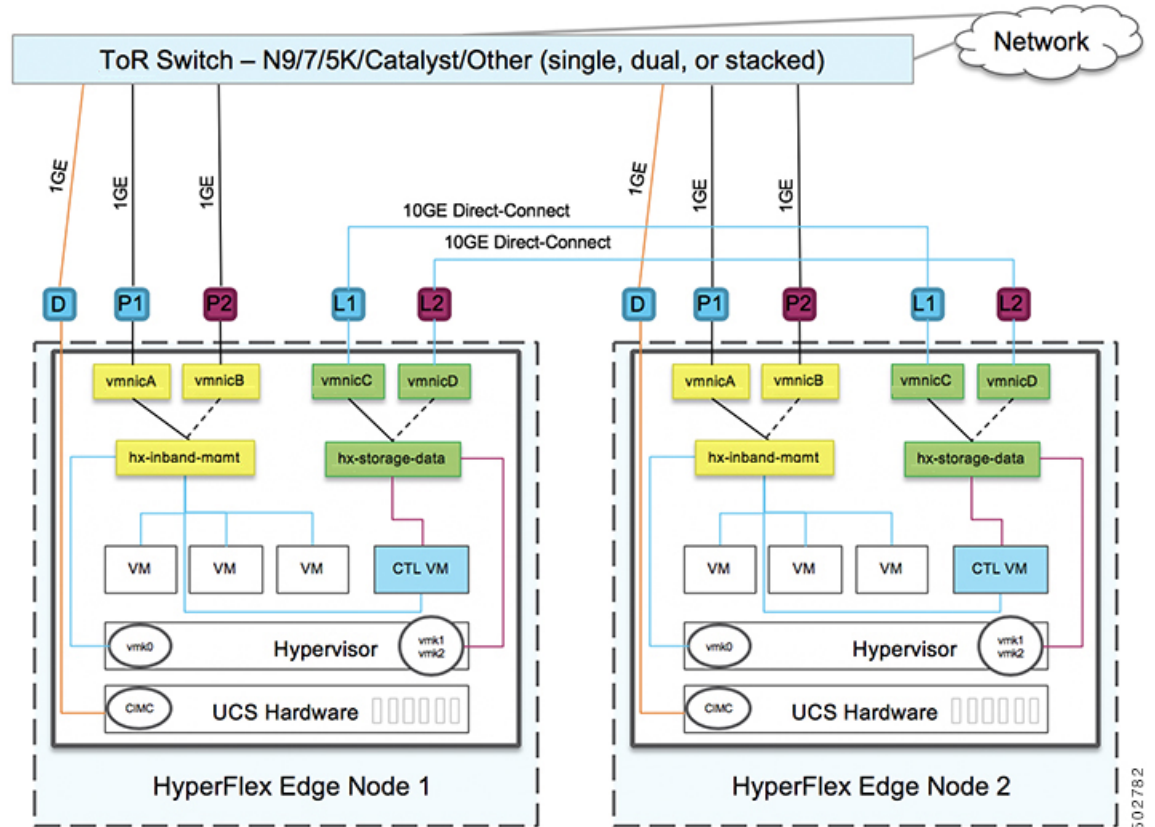 Network
ToR Switch – N9/7/5K/Catalyst/Other (single, dual, or stacked)
1GE
1GE
1GE
1GE
1GE
1GE
10GE Direct-Connect
10GE Direct-Connect
D
P1
P2
L1
L2
D
P1
P2
L1
L2
vmnicA
vmnicB
vmnicC
vmnicD
vmnicA
vmnicB
vmnicC
vmnicD
hx-inband-mgmt
hx-storage-data
hx-inband-mgmt
hx-storage-data
VM
VM
VM
CTL VM
VM
VM
VM
CTL VM
vmk0
Hypervisor
vmk1
vmk2
vmk0
Hypervisor
vmk1
vmk2
CIMC
UCS Hardware
CIMC
UCS Hardware
HyperFlex Edge Node 1
HyperFlex Edge Node 2
502782